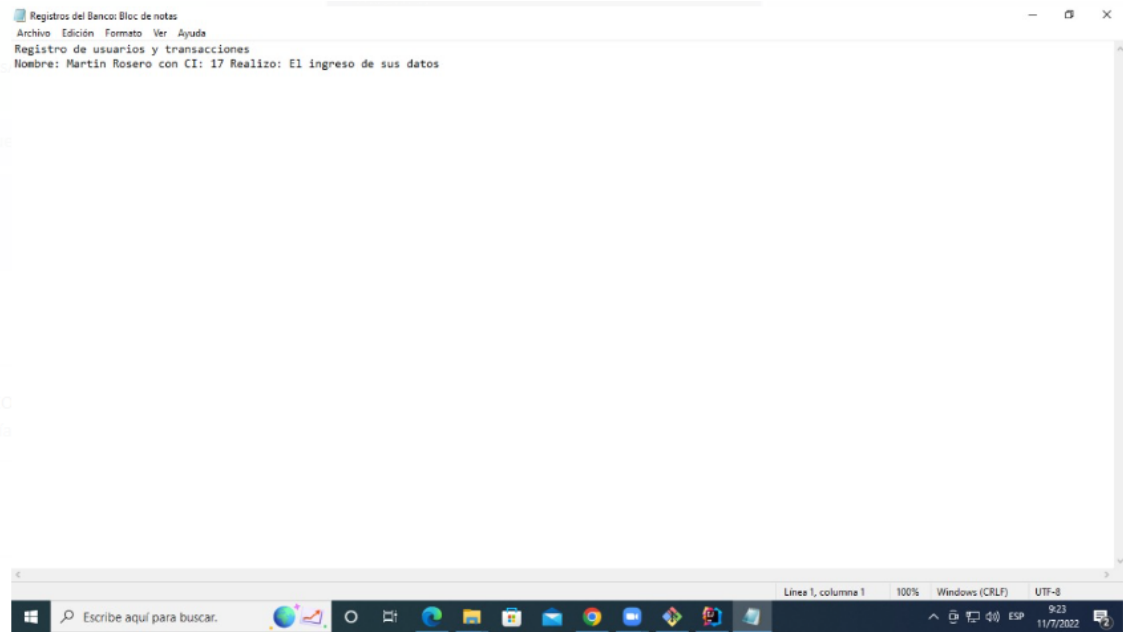 Registros del Banco: Bloc de notas
Archivo Edición Formato Ver Ayuda
Registro de usuarios y transacciones
Nombre: Martin Rosero con CI: 17 Realizo: El ingreso de sus datos
Línea 1, columna 1 100% Windows (CRLF) UTF-8
Escribe aquí para buscar.
ESP
9:23
11/7/2022
2